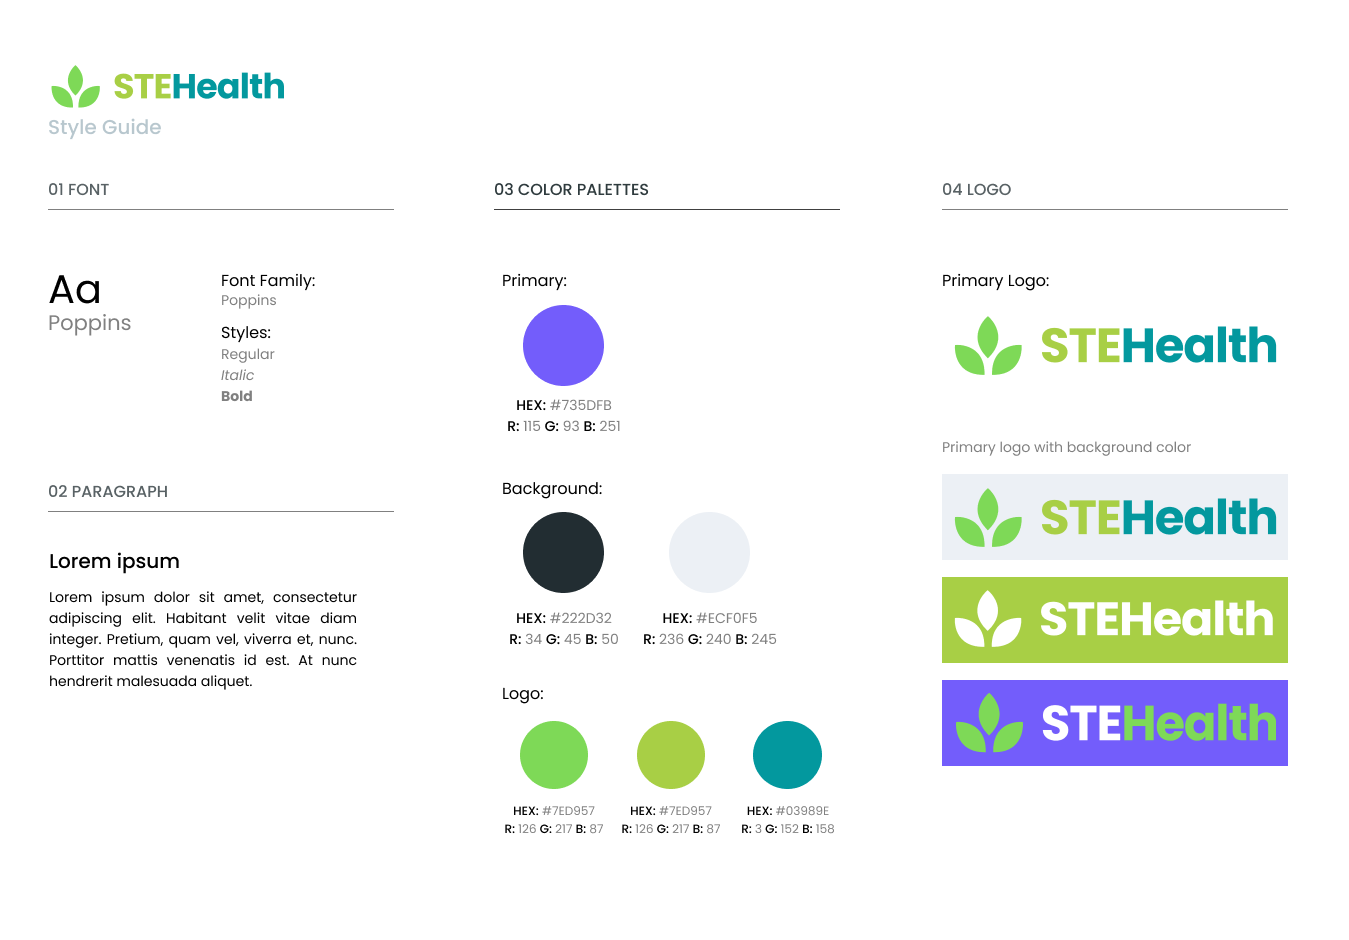 STEHealth
Style Guide
01 FONT
Aa
Poppins
Font Family:
Poppins
Styles:
Regular
Italic
Bold
02 PARAGRAPH
Lorem ipsum
Lorem ipsum dolor sit amet, consectetur
adipiscing elit. Habitant velit vitae diam
integer. Pretium, quam vel, viverra et, nunc.
Porttitor mattis venenatis id est. At nunc
hendrerit malesuada aliquet.
03 COLOR PALETTES
Primary:
HEX: #735DFB
R: 115 G: 93 B: 251
Background:
HEX: #222D32
R: 34 G: 45 B: 50
HEX: #ECF0F5
R: 236 G: 240 B: 245
Logo:
HEX: #7ED957
R: 126 G: 217 B: 87
HEX: #7ED957
R: 126 G: 217 B: 87
HEX: #03989E
R: 3 G: 152 B: 158
04 LOGO
Primary Logo:
STEHealth
Primary logo with background color
STEHealth
STEHealth
STEHealth